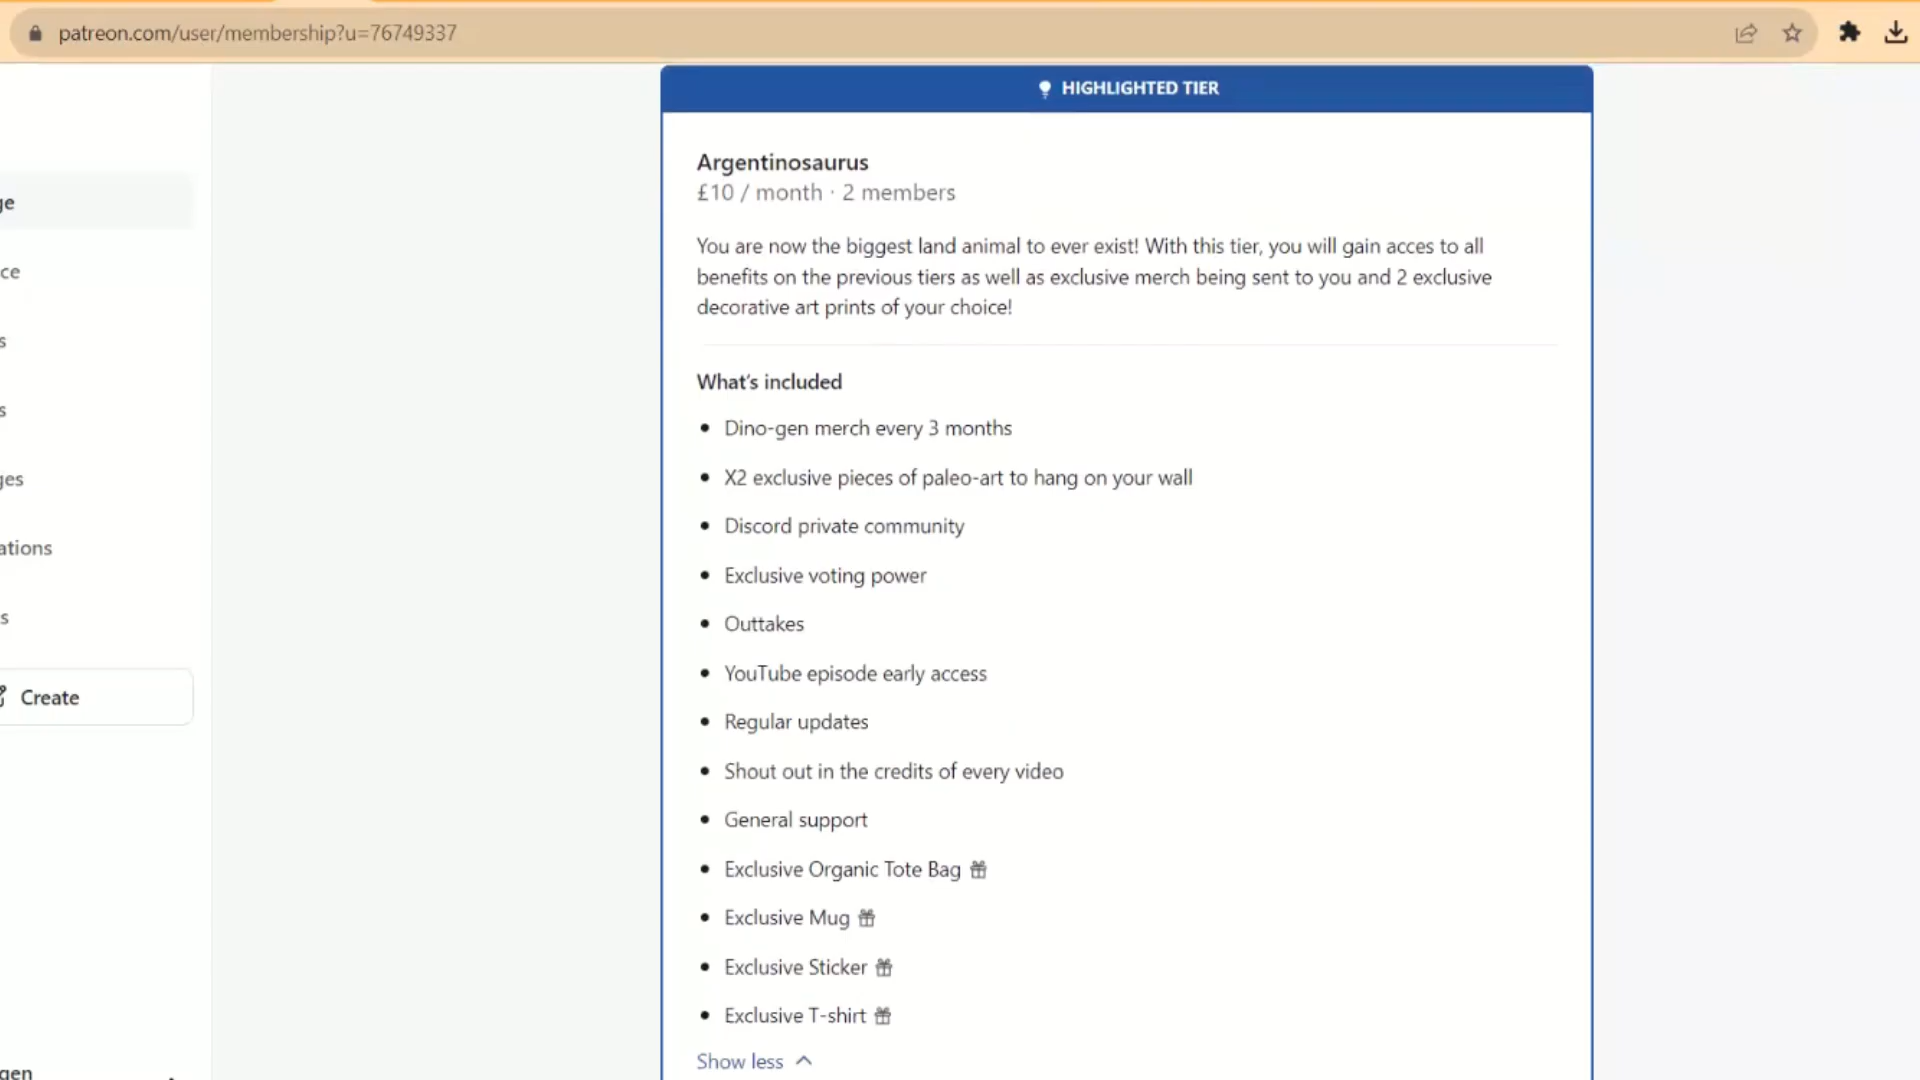 patreon.com/user/membership?u=76749337
HIGHLIGHTED TIER
Argentinosaurus
£10 / month · 2 members
You are now the biggest land animal to ever exist! With this tier, you will gain acces to all
benefits on the previous tiers as well as exclusive merch being sent to you and 2 exclusive
decorative art prints of your choice!
What's included
• Dino-gen merch every 3 months
• X2 exclusive pieces of paleo-art to hang on your wall
• Discord private community
• Exclusive voting power
• Outtakes
• YouTube episode early access
• Regular updates
• Shout out in the credits of every video
• General support
• Exclusive Organic Tote Bag
• Exclusive Mug
• Exclusive Sticker
• Exclusive T-shirt
Show less
ge
ce
s
s
ges
ations
s
Create
gen